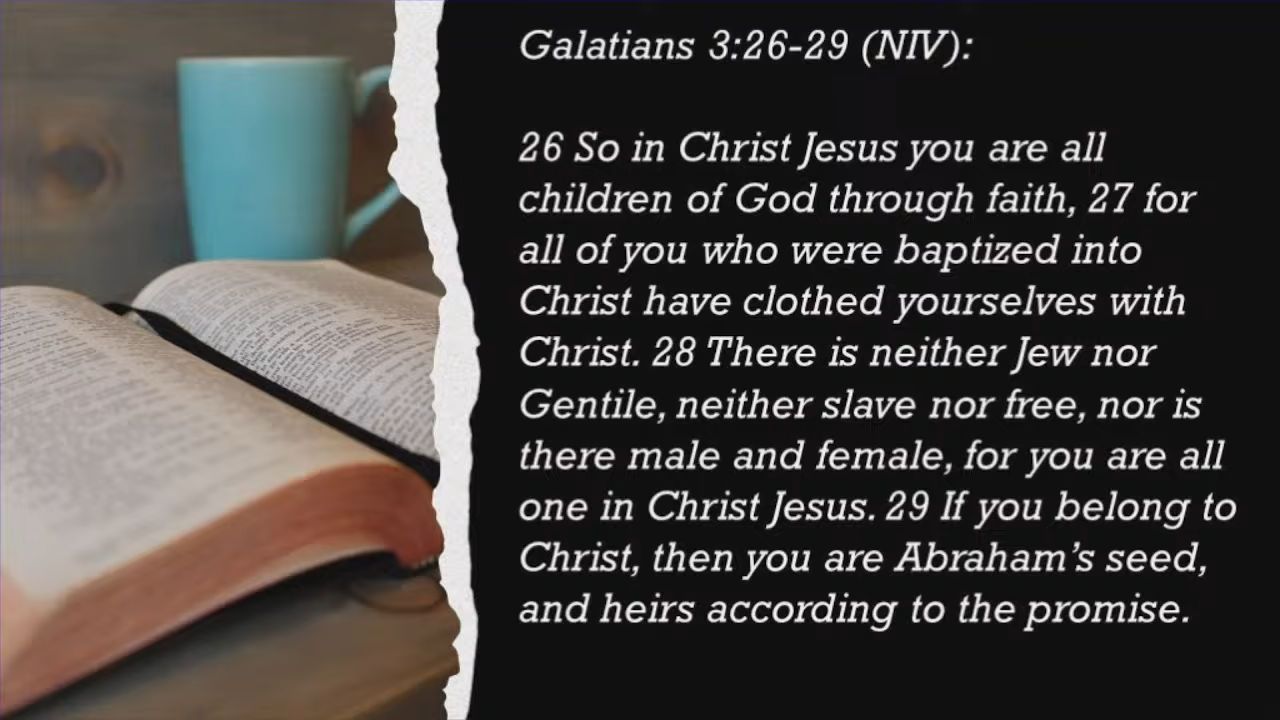 Galatians 3:26-29 (NIV):
26 So in Christ Jesus you are all
children of God through faith, 27 for
all of you who were baptized into
Christ have clothed yourselves with
Christ. 28 There is neither Jew nor
Gentile, neither slave nor free, nor is
there male and female, for you are all
one in Christ Jesus. 29 If you belong to
Christ, then you are Abraham's seed,
and heirs according to the promise.